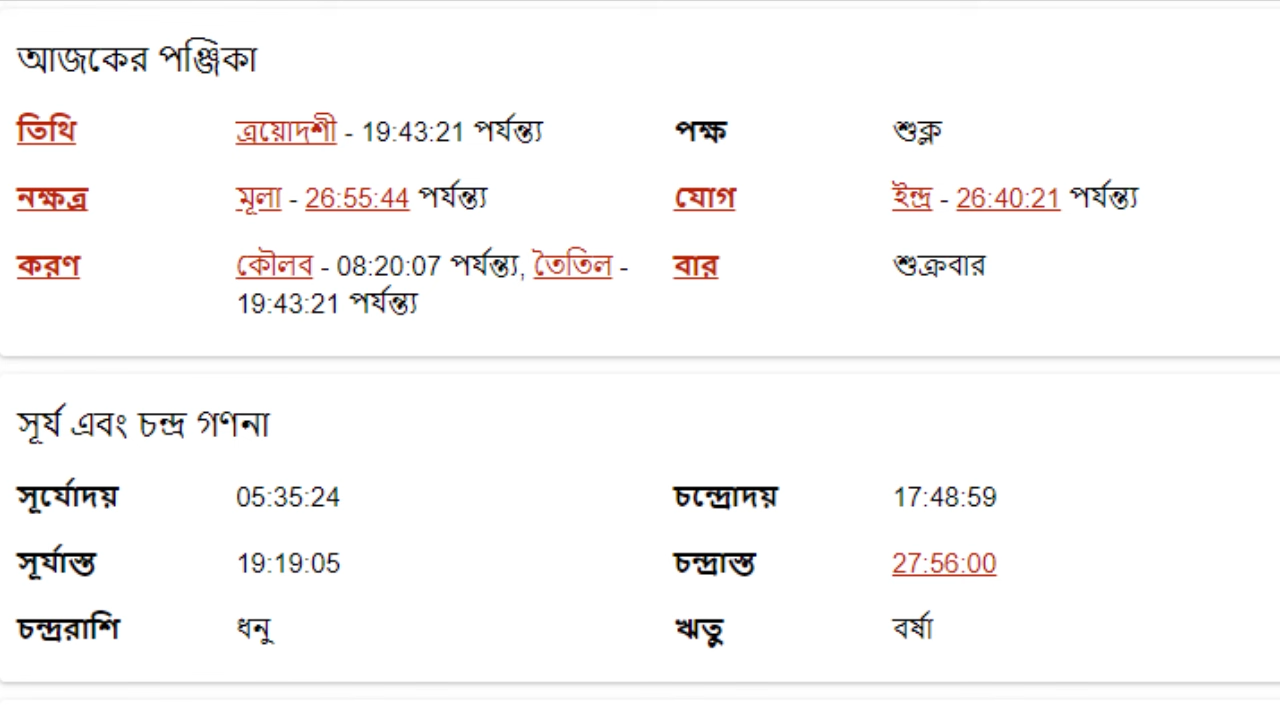 আজকের পঞ্জিকা
তিথি ত্রয়োদশী - 19:43:21 পর্যন্ত্য পক্ষ শুক্ল
নক্ষত্র মূলা - 26:55:44 পর্যন্ত্য যোগ ইন্দ্র - 26:40:21 পর্যন্ত্য
করণ কৌলব - 08:20:07 পর্যন্ত্য, তৈতিল - বার শুক্রবার
19:43:21 পর্যন্ত্য
সূর্য এবং চন্দ্র গণনা
সূর্যোদয় 05:35:24 চন্দ্রোদয় 17:48:59
সূর্যাস্ত 19:19:05 চন্দ্রাস্ত 27:56:00
চন্দ্ররাশি ধনু ঋতু বর্ষা